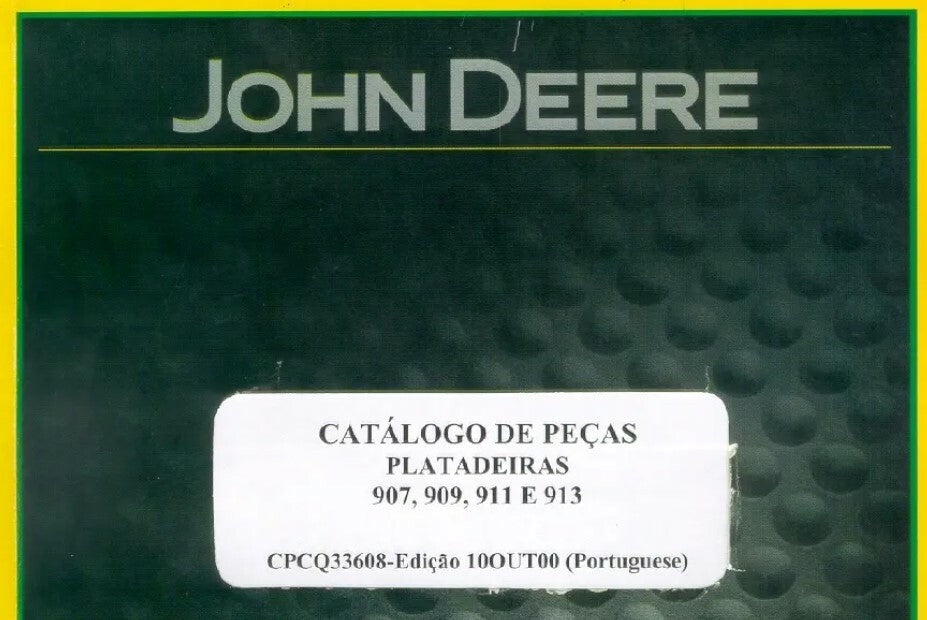 JOHN DEERE
CATÁLOGO DE PEÇAS
PLATADEIRAS
907, 909, 911 E 913
CPCQ33608-Edição 10OUT00 (Portuguese)